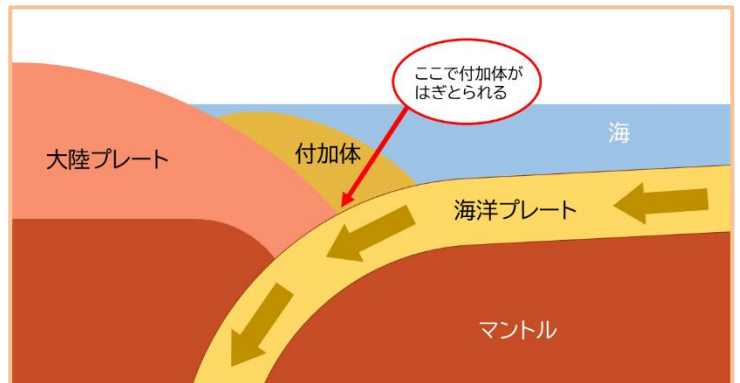 ここで付加体が
はぎとられる
海
大陸プレート
付加体
海洋プレート
マントル